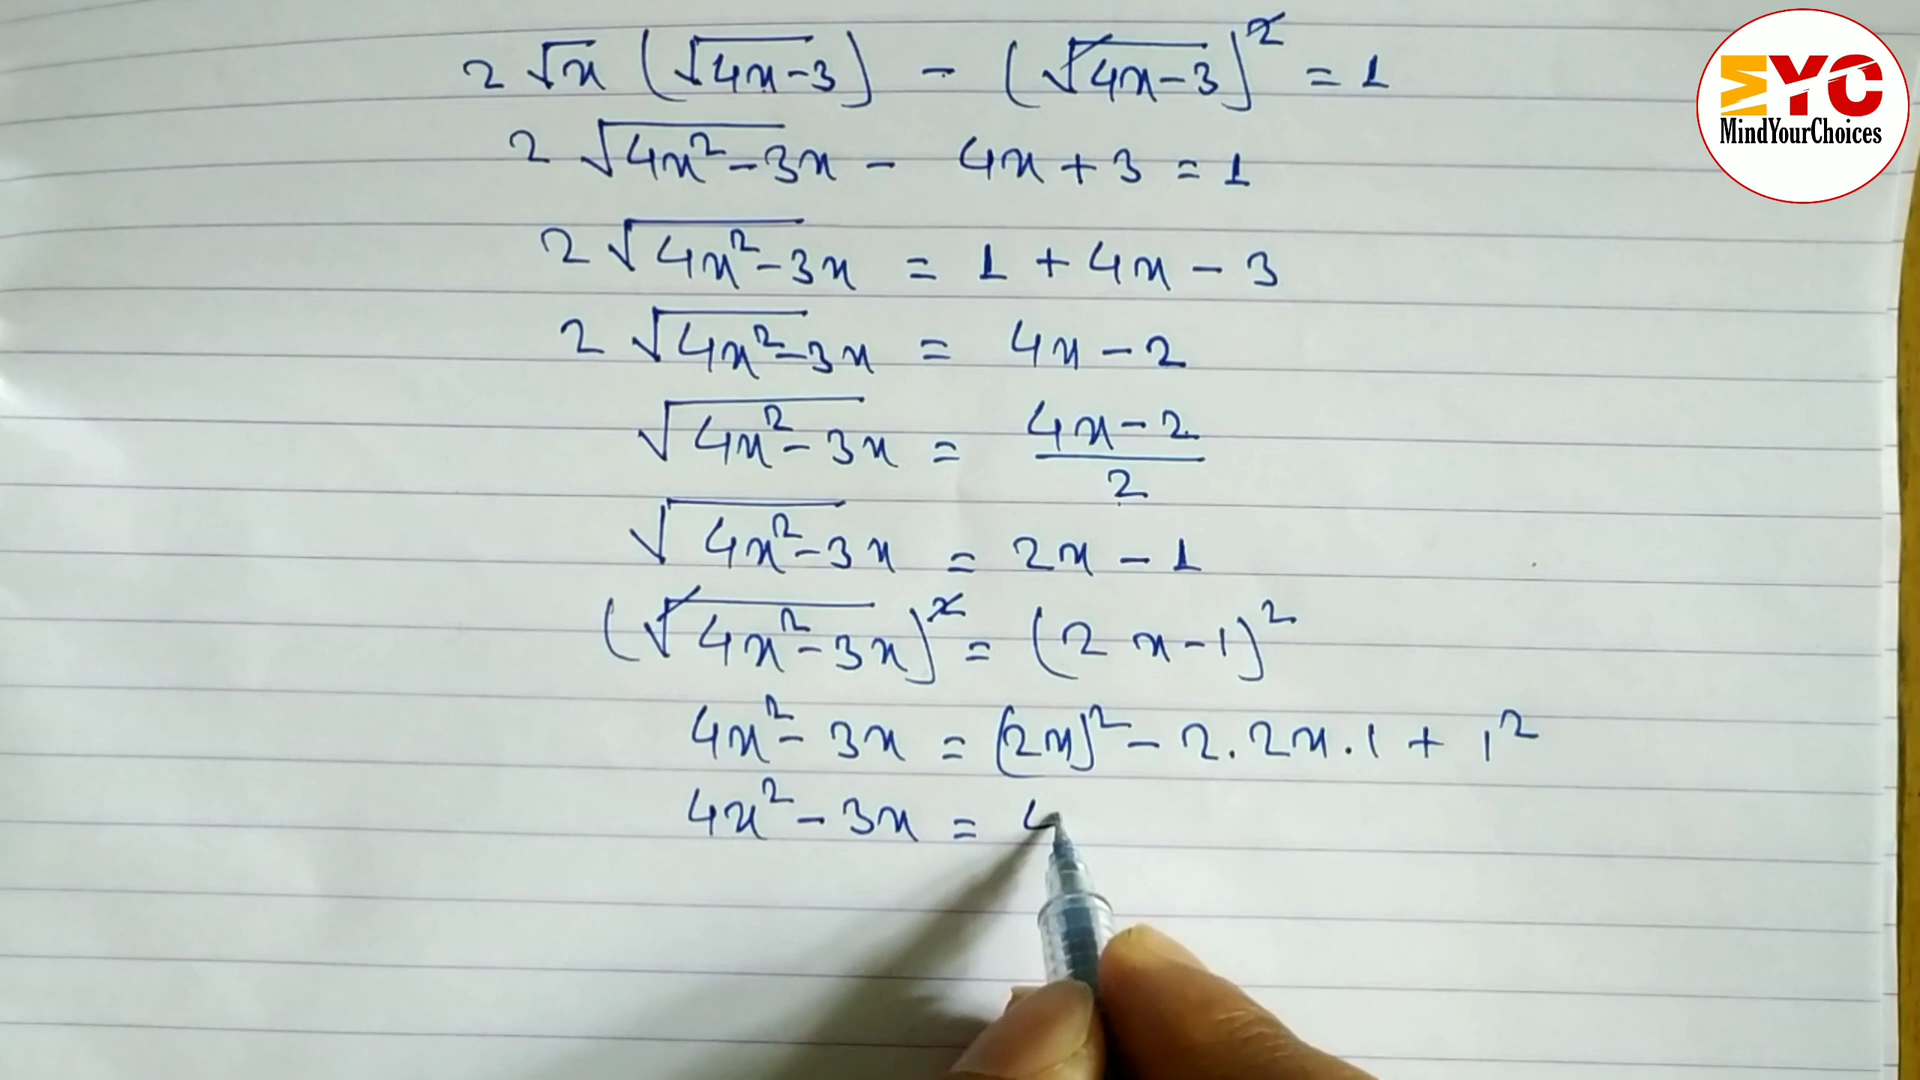 2 √x (√4x-3) - (√4x-3)² = 1
MYC
MindYourChoices
2 √4x²-3x - 4x + 3 = 1
2 √4x²-3x = 1 + 4x - 3
2 √4x²-3x = 4x - 2
√4x²-3x = 4x-2/2
√4x²-3x = 2x - 1
(√4x²-3x)² = (2x-1)²
4x² - 3x = (2x)² - 2.2x.1 + 1²
4x² - 3x = 4